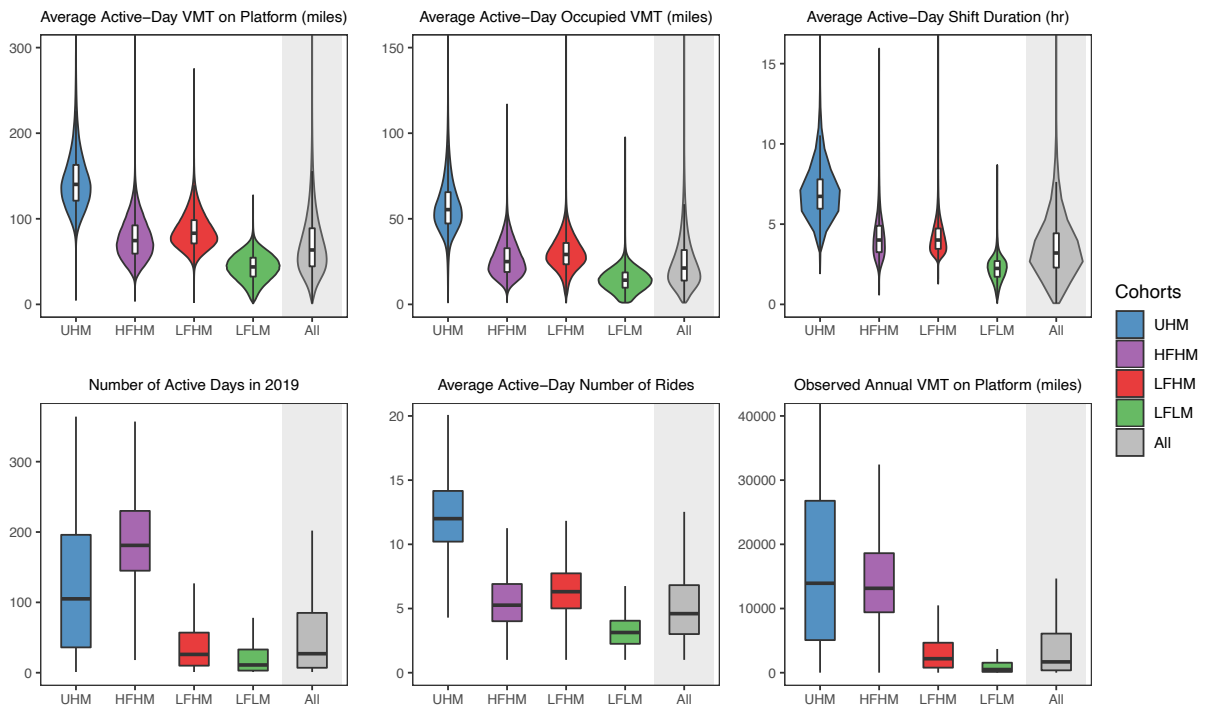 Average Active−Day VMT on Platform (miles)
Average Active−Day Occupied VMT (miles)
Average Active−Day Shift Duration (hr)
300
200
100
0
UHM HFHM LFHM LFLM All
150
100
50
0
UHM HFHM LFHM LFLM All
15
10
5
0
UHM HFHM LFHM LFLM All
Number of Active Days in 2019
Average Active−Day Number of Rides
Observed Annual VMT on Platform (miles)
300
200
100
0
UHM HFHM LFHM LFLM All
20
15
10
5
0
UHM HFHM LFHM LFLM All
40000
30000
20000
10000
0
UHM HFHM LFHM LFLM All
Cohorts
UHM
HFHM
LFHM
LFLM
All